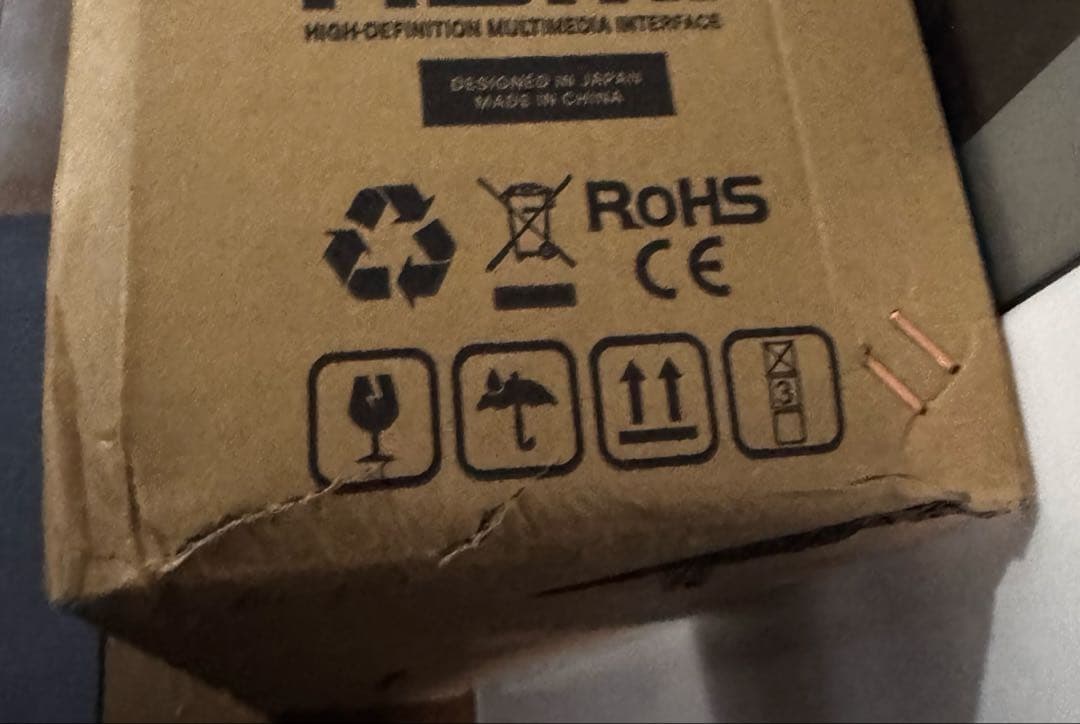 HIGH-DEFINITION MULTIMEDIA INTERFACE
DESIGNED IN JAPAN
MADE IN CHINA
RoHS
CE
3